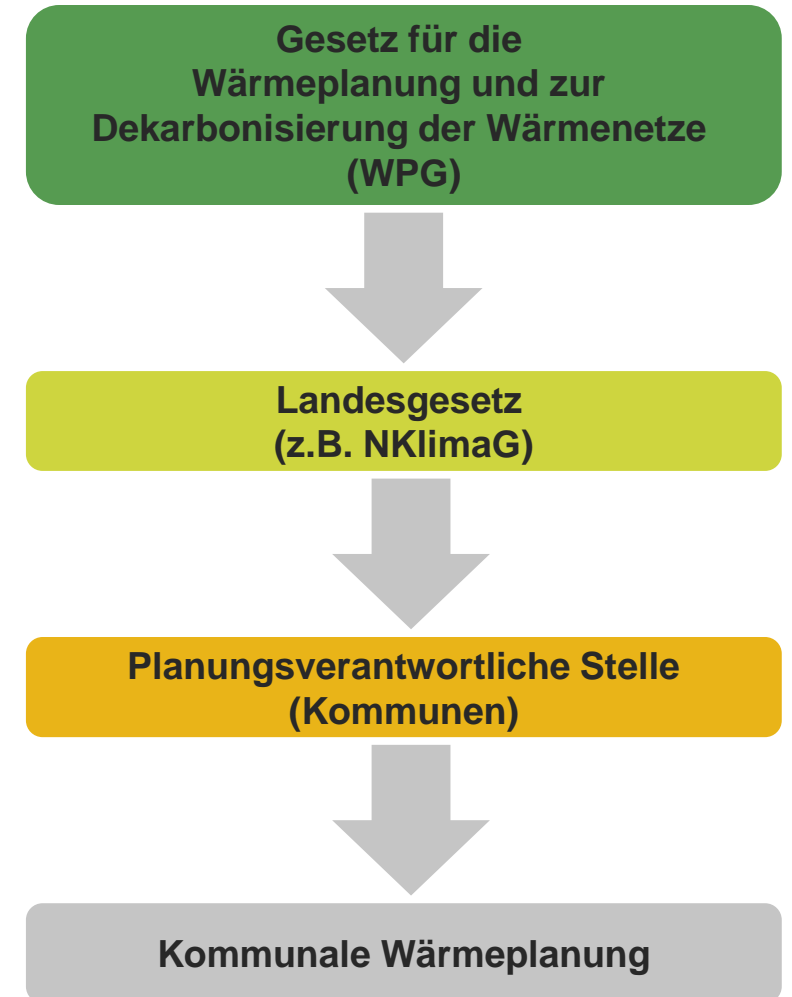 Gesetz für die
Wärmeplanung und zur
Dekarbonisierung der Wärmenetze
(WPG)
Landesgesetz
(z.B. NKlimaG)
Planungsverantwortliche Stelle
(Kommunen)
Kommunale Wärmeplanung